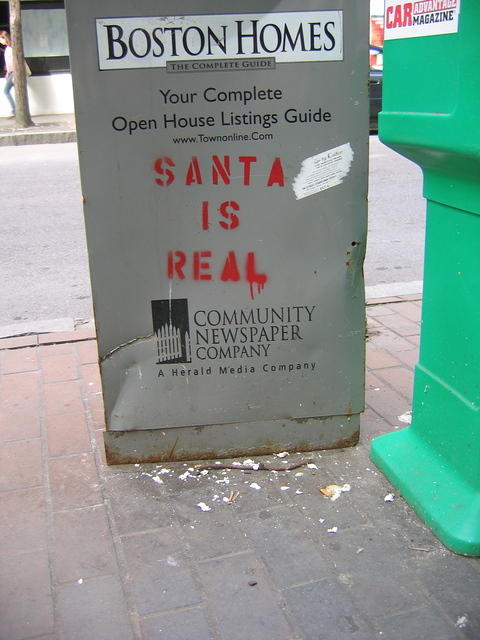 CAR ADVANTAGE
MAGAZINE
BOSTON HOMES
THE COMPLETE GUIDE
Your Complete
Open House Listings Guide
www.Townonline.Com
SANTA
IS
REAL
COMMUNITY
NEWSPAPER
COMPANY
A Herald Media Company